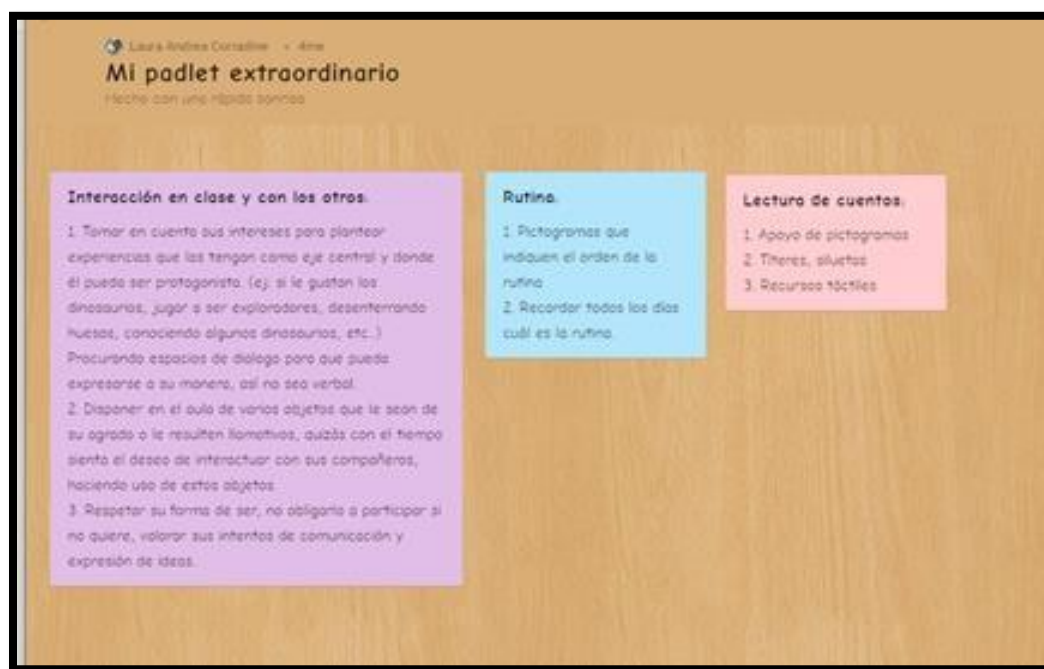 Laura Andrea Corradine • 4me
Mi padlet extraordinario
Hecho con una rápida sonrisa
Interacción en clase y con los otros.
1. Tomar en cuenta sus intereses para plantear
experiencias que las tengan como eje central y donde
él pueda ser protagonista. (ej: si le gustan los
dinosaurios, jugar a ser exploradores, desenterrando
huesos, conociendo algunos dinosaurios, etc..)
Procurando espacios de dialogo para que pueda
expresarse a su manera, así no sea verbal.
2. Disponer en el aula de varios objetos que le sean de
su agrado o le resulten llamativos, quizás con el tiempo
sienta el deseo de interactuar con sus compañeros,
haciendo uso de estos objetos.
3. Respetar su forma de ser, no obligarlo a participar si
no quiere, valorar sus intentos de comunicación y
expresión de ideas.
Rutina.
1. Pictogramas que
indiquen el orden de la
rutina
2. Recordar todos los días
cuál es la rutina.
Lectura de cuentos.
1. Apoyo de pictogramas
2. Títeres, siluetas
3. Recursos táctiles